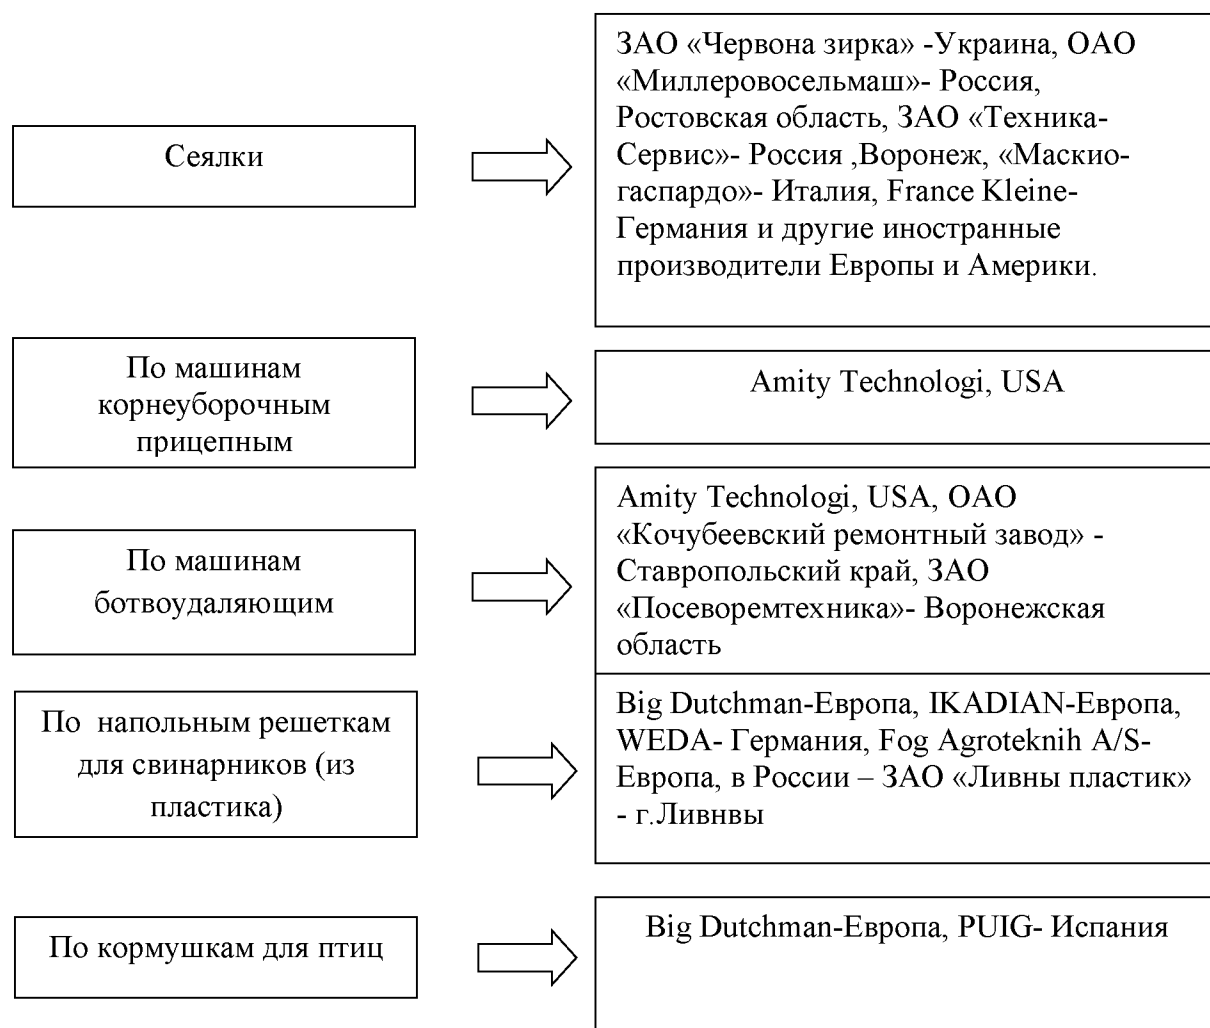 Сеялки
ЗАО «Червона зирка» -Украина, ОАО
«Миллеровосельмаш»- Россия,
Ростовская область, ЗАО «Техника-
Сервис»- Россия ,Воронеж, «Маскио-
гаспардо»- Италия, France Kleine-
Германия и другие иностранные
производители Европы и Америки.
По машинам
корнеуборочным
прицепным
Amity Technologi, USA
По машинам
ботвоудаляющим
Amity Technologi, USA, ОАО
«Кочубеевский ремонтный завод» -
Ставропольский край, ЗАО
«Посеворемтехника»- Воронежская
область
По  напольным решеткам
для свинарников (из
пластика)
Big Dutchman-Европа, IKADIAN-Европа,
WEDA- Германия, Fog Agroteknih A/S-
Европа, в России – ЗАО «Ливны пластик»
- г.Ливнвы
По кормушкам для птиц
Big Dutchman-Европа, PUIG- Испания